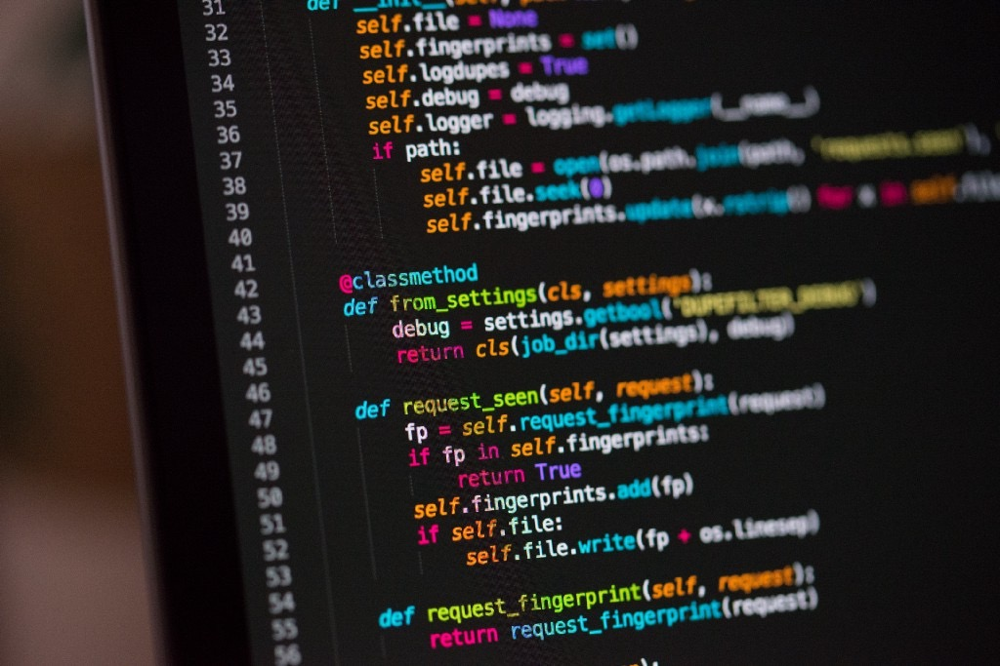 31 def __init__(self,
32 self.file = None
33 self.fingerprints = set()
34 self.logdupes = True
35 self.debug = debug
36 self.logger = logging.getLogger(__name__)
37 if path:
38 self.file = open(os.path.join(path, 'requests.seen'),
39 self.file.seek(0)
40 self.fingerprints.update(x.rstrip() for x in self.file
41
42 @classmethod
43 def from_settings(cls, settings):
44 debug = settings.getbool('DUPEFILTER_DEBUG')
45 return cls(job_dir(settings), debug)
46
47 def request_seen(self, request):
48 fp = self.request_fingerprint(request)
49 if fp in self.fingerprints:
50 return True
51 self.fingerprints.add(fp)
52 if self.file:
53 self.file.write(fp + os.linesep)
54
55 def request_fingerprint(self, request):
56 return request_fingerprint(request)